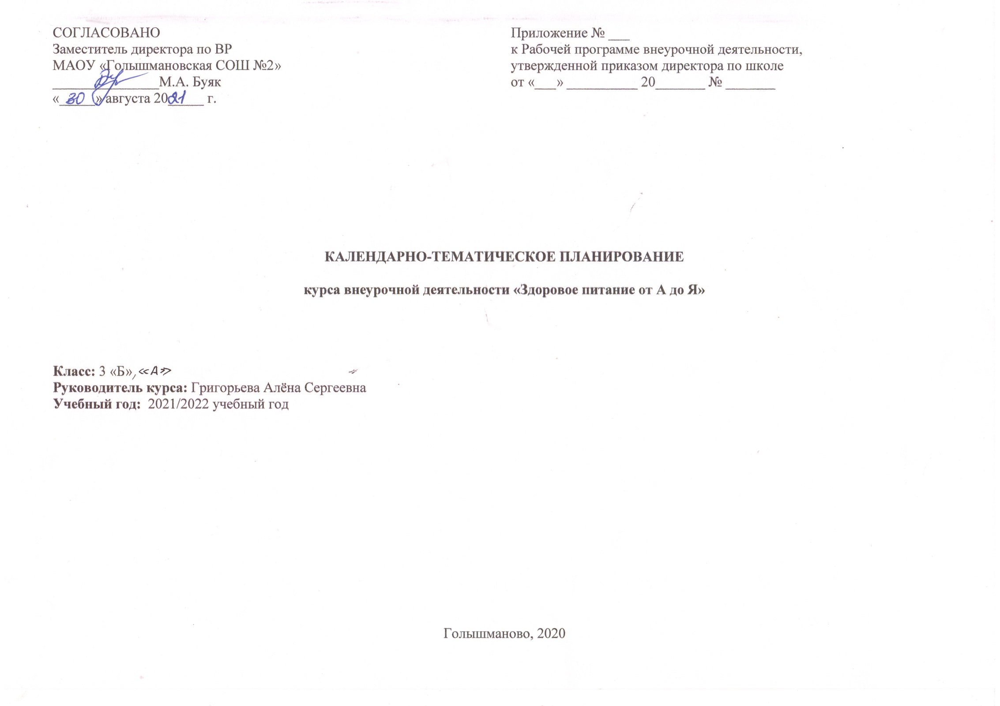 СОГЛАСОВАНО
Заместитель директора по ВР
МАОУ «Голышмановская СОШ №2»
_______________М.А. Буяк
«_30_» августа 20_21_ г.
Приложение № ___
к Рабочей программе внеурочной деятельности,
утвержденной приказом директора по школе
от «___» __________ 20_______ № _______
КАЛЕНДАРНО-ТЕМАТИЧЕСКОЕ ПЛАНИРОВАНИЕ
курса внеурочной деятельности «Здоровое питание от А до Я»
Класс: 3 «Б», «А»
Руководитель курса: Григорьева Алёна Сергеевна
Учебный год: 2021/2022 учебный год
Голышманово, 2020